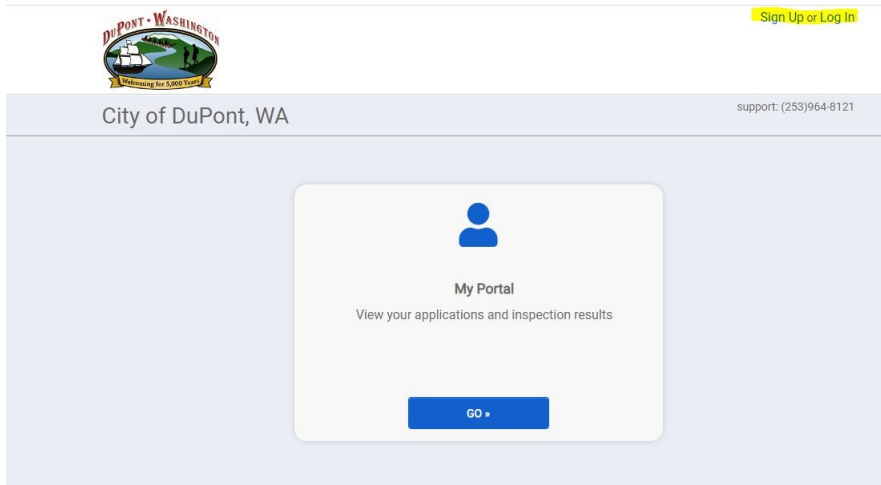 DuPont • Washington
Welcoming for 5,000 Years
Sign Up or Log In
City of DuPont, WA
support: (253)964-8121
My Portal
View your applications and inspection results
GO »